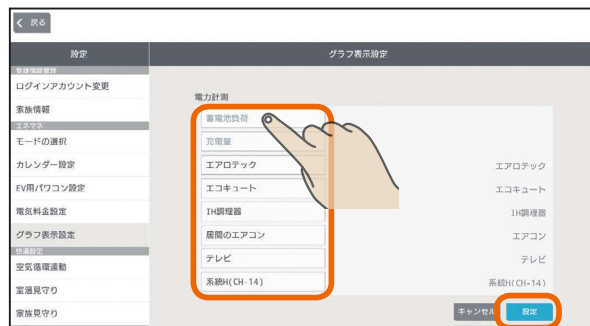 戻る
設定
グラフ表示設定
登録情報管理
ログインアカウント変更
家族情報
エネマネ
モードの選択
カレンダー設定
EV用パワコン設定
電気料金設定
グラフ表示設定
快適設定
空気循環連動
室温見守り
家族見守り
電力計測
蓄電池負荷
充電量
エアロテック エアロテック
エコキュート エコキュート
IH調理器 IH調理器
居間のエアコン エアコン
テレビ テレビ
系統H(CH-14) 系統H(CH-14)
キャンセル 設定